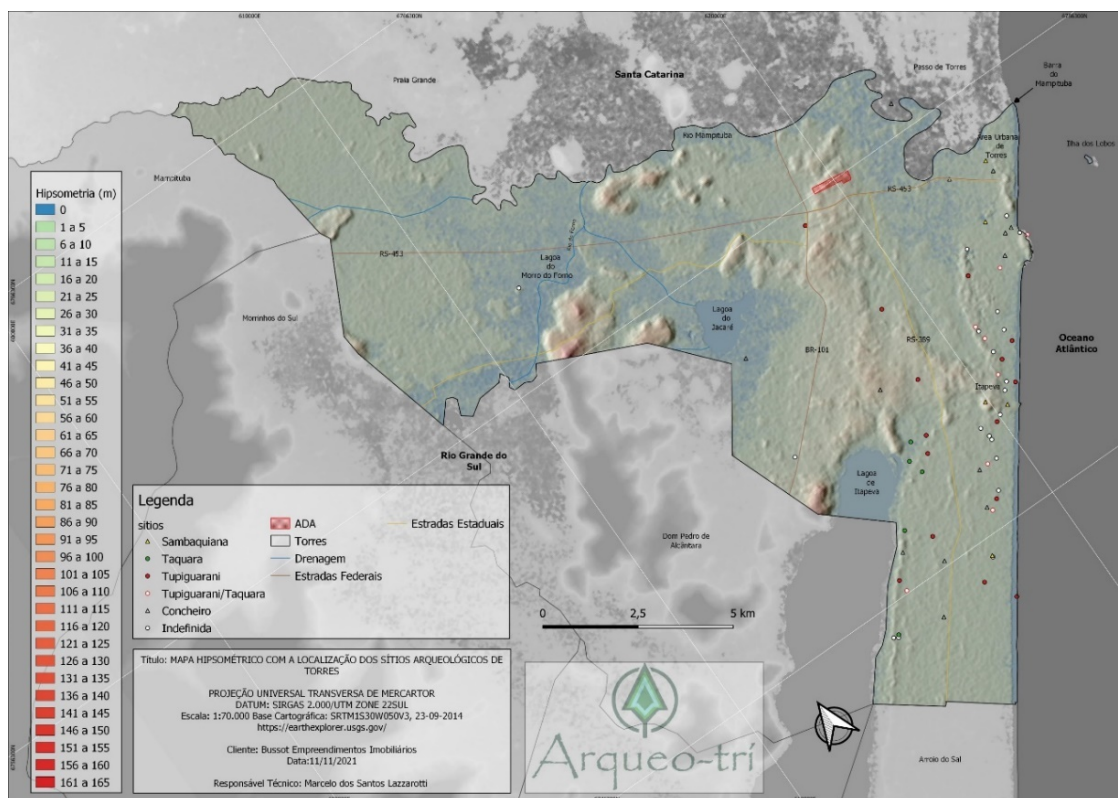 Santa Catarina
Praia Grande
Passo de Torres
Barra
do
Mampituba
Rio Mampituba
Área Urbana
de
Torres
Ilha dos Lobos
Mampituba
RS-453
RS-453
Lagoa
do
Morro do Forno
Morrinhos do Sul
Lagoa
do
Jacaré
BR-101
RS-389
Oceano
Atlântico
Itapeva
Rio Grande do
Sul
Lagoa
de
Itapeva
Dom Pedro de
Alcântara
Arroio do Sal
Hipsometria (m)
0
1 a 5
6 a 10
11 a 15
16 a 20
21 a 25
26 a 30
31 a 35
36 a 40
41 a 45
46 a 50
51 a 55
56 a 60
61 a 65
66 a 70
71 a 75
76 a 80
81 a 85
86 a 90
91 a 95
96 a 100
101 a 105
106 a 110
111 a 115
116 a 120
121 a 125
126 a 130
131 a 135
136 a 140
141 a 145
146 a 150
151 a 155
156 a 160
161 a 165
Legenda
sítios
Sambaquiana
Taquara
Tupiguarani
Tupiguarani/Taquara
Concheiro
Indefinida
ADA
Torres
Drenagem
Estradas Federais
Estradas Estaduais
0 2,5 5 km
Título: MAPA HIPSOMÉTRICO COM A LOCALIZAÇÃO DOS SÍTIOS ARQUEOLÓGICOS DE
TORRES
PROJEÇÃO UNIVERSAL TRANSVERSA DE MERCARTOR
DATUM: SIRGAS 2.000/UTM ZONE 22SUL
Escala: 1:70.000 Base Cartográfica: SRTM1S30W050V3, 23-09-2014
https://earthexplorer.usgs.gov/
Cliente: Bussot Empreendimentos Imobiliários
Data:11/11/2021
Responsável Técnico: Marcelo dos Santos Lazzarotti
Arqueo-trí